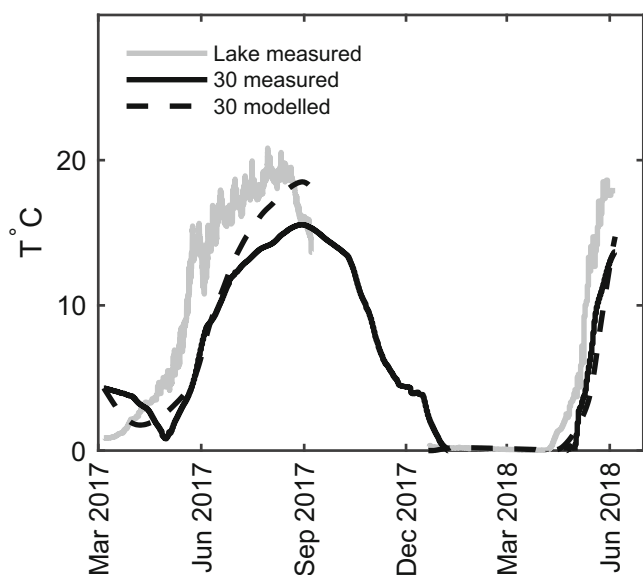 Lake measured
30 measured
30 modelled
T°C
20
10
0
Mar 2017
Jun 2017
Sep 2017
Dec 2017
Mar 2018
Jun 2018